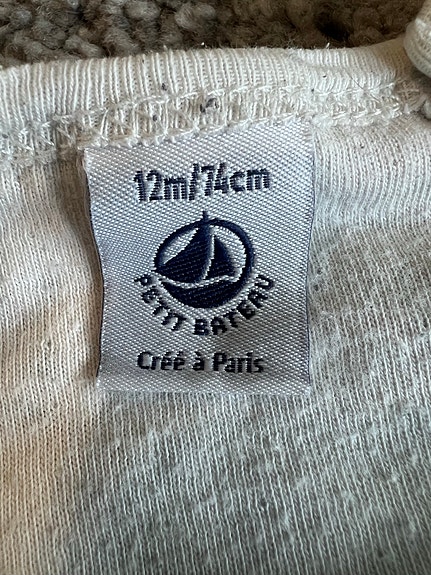 12m/74cm
PETIT BATEAU
Créé à Paris